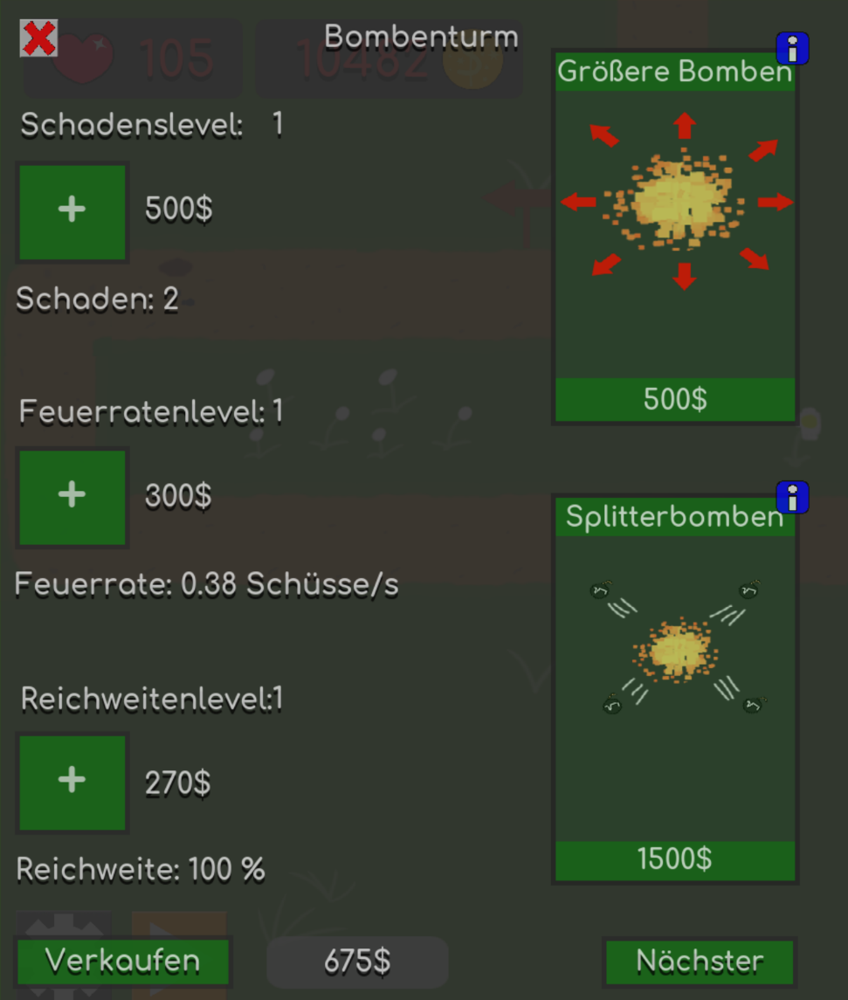 Bombenturm
105
10482
Schadenslevel: 1
+
500$
Schaden: 2
Feuerratenlevel: 1
+
300$
Feuerrate: 0.38 Schüsse/s
Reichweitenlevel:1
+
270$
Reichweite: 100 %
Verkaufen
675$
i
Größere Bomben
500$
i
Splitterbomben
1500$
Nächster